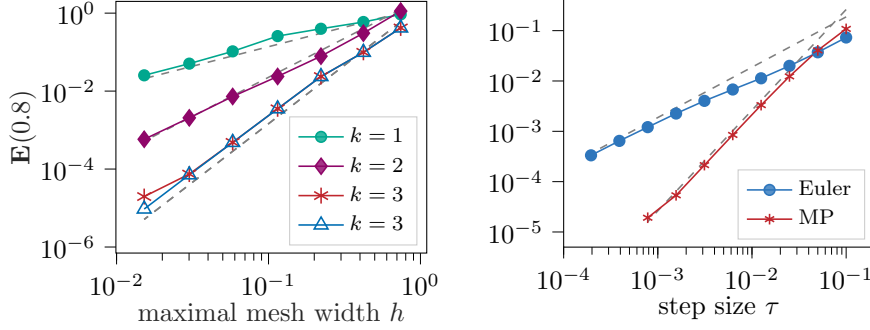 10^0
10^{-2}
10^{-4}
10^{-6}
E(0.8)
10^{-2}
10^{-1}
10^0
maximal mesh width h
k = 1
k = 2
k = 3
k = 3
10^{-1}
10^{-2}
10^{-3}
10^{-4}
10^{-5}
10^{-4}
10^{-3}
10^{-2}
10^{-1}
step size τ
Euler
MP